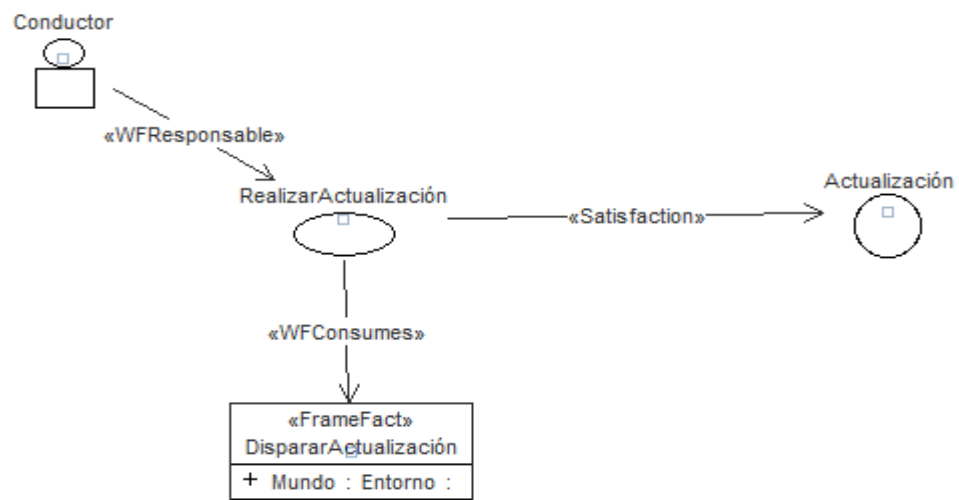 Conductor
«WFResponsable»
RealizarActualización
Actualización
«Satisfaction»
«WFConsumes»
«FrameFact»
DispararActualización
+ Mundo : Entorno :